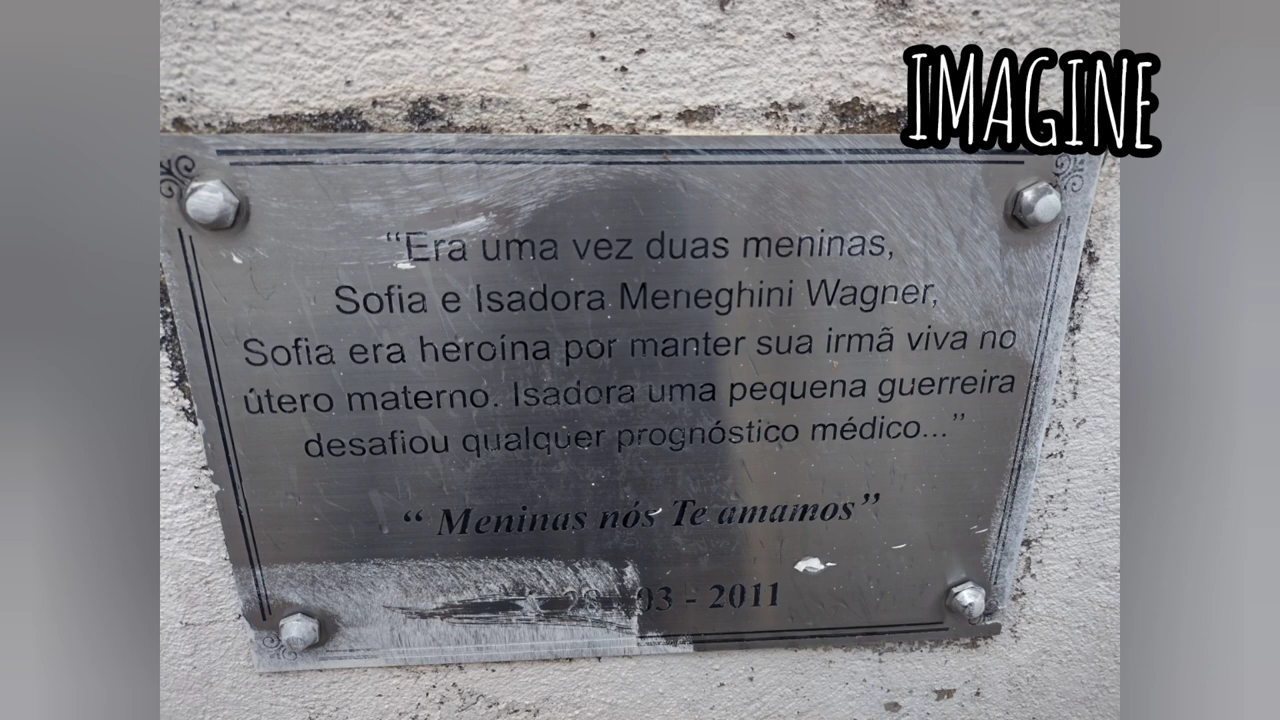 IMAGINE
“Era uma vez duas meninas,
Sofia e Isadora Meneghini Wagner,
Sofia era heroína por manter sua irmã viva no
útero materno. Isadora uma pequena guerreira
desafiou qualquer prognóstico médico...”
“ Meninas nós Te amamos”
03 - 2011